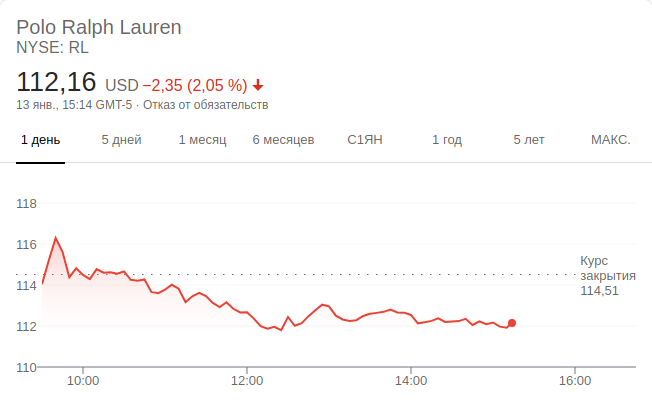 Polo Ralph Lauren
NYSE: RL
112,16 USD −2,35 (2,05 %)
13 янв., 15:14 GMT-5 · Отказ от обязательств
1 день 5 дней 1 месяц 6 месяцев С1ЯН 1 год 5 лет МАКС.
118
116
Курс
закрытия
114,51
114
112
110
10:00 12:00 14:00 16:00